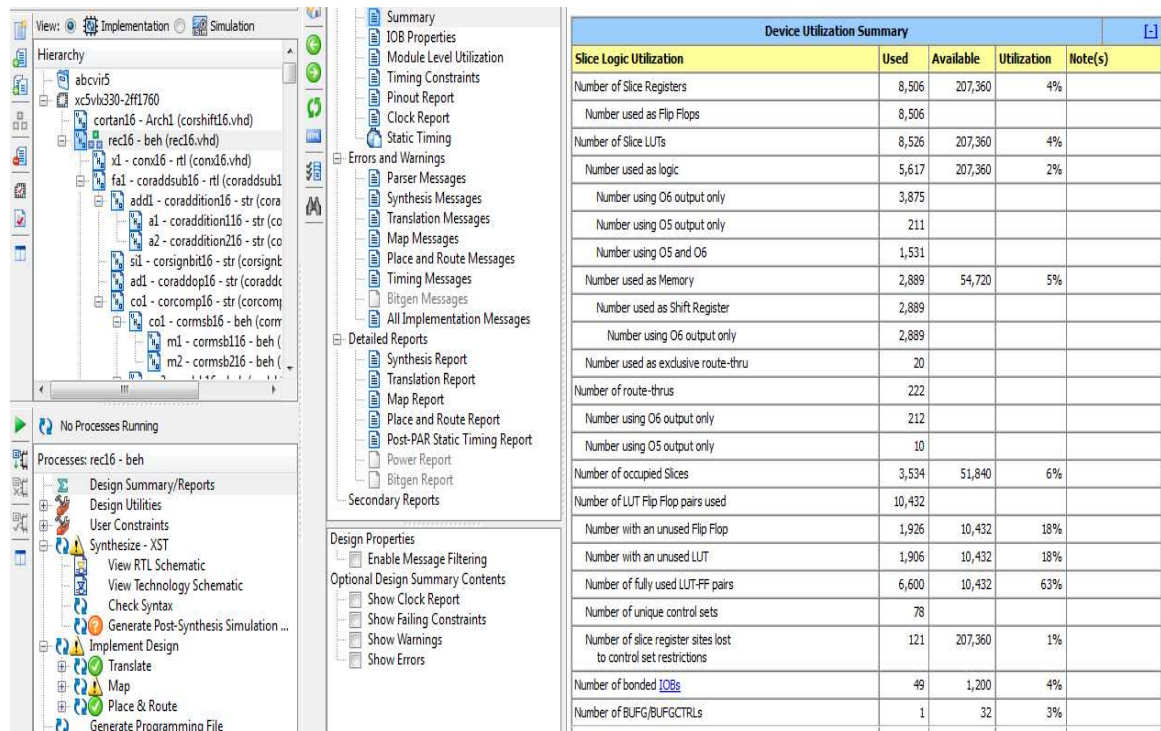 View: Implementation Simulation
Hierarchy
abcvir5
xc5vlx330-2ff1760
cortan16 - Arch1 (corshift16.vhd)
rec16 - beh (rec16.vhd)
x1 - conx16 - rtl (conx16.vhd)
fa1 - coraddsub16 - rtl (coraddsub1
add1 - coraddition16 - str (cora
a1 - coraddition116 - str (co
a2 - coraddition216 - str (co
si1 - corsignbit16 - str (corsignb
ad1 - coraddop16 - str (coraddo
co1 - corcomp16 - str (corcomp
co1 - cormsb16 - beh (corm
m1 - cormsb116 - beh (
m2 - cormsb216 - beh (
No Processes Running
Processes: rec16 - beh
Design Summary/Reports
Design Utilities
User Constraints
Synthesize - XST
View RTL Schematic
View Technology Schematic
Check Syntax
Generate Post-Synthesis Simulation ...
Implement Design
Translate
Map
Place & Route
Generate Programming File
Summary
IOB Properties
Module Level Utilization
Timing Constraints
Pinout Report
Clock Report
Static Timing
Errors and Warnings
Parser Messages
Synthesis Messages
Translation Messages
Map Messages
Place and Route Messages
Timing Messages
Bitgen Messages
All Implementation Messages
Detailed Reports
Synthesis Report
Translation Report
Map Report
Place and Route Report
Post-PAR Static Timing Report
Power Report
Bitgen Report
Secondary Reports
Design Properties
Enable Message Filtering
Optional Design Summary Contents
Show Clock Report
Show Failing Constraints
Show Warnings
Show Errors
Device Utilization Summary [-]
Slice Logic Utilization Used Available Utilization Note(s)
Number of Slice Registers 8,506 207,360 4%
Number used as Flip Flops 8,506
Number of Slice LUTs 8,526 207,360 4%
Number used as logic 5,617 207,360 2%
Number using O6 output only 3,875
Number using O5 output only 211
Number using O5 and O6 1,531
Number used as Memory 2,889 54,720 5%
Number used as Shift Register 2,889
Number using O6 output only 2,889
Number used as exclusive route-thru 20
Number of route-thrus 222
Number using O6 output only 212
Number using O5 output only 10
Number of occupied Slices 3,534 51,840 6%
Number of LUT Flip Flop pairs used 10,432
Number with an unused Flip Flop 1,926 10,432 18%
Number with an unused LUT 1,906 10,432 18%
Number of fully used LUT-FF pairs 6,600 10,432 63%
Number of unique control sets 78
Number of slice register sites lost 121 207,360 1%
to control set restrictions
Number of bonded IOBs 49 1,200 4%
Number of BUFG/BUFGCTRLs 1 32 3%